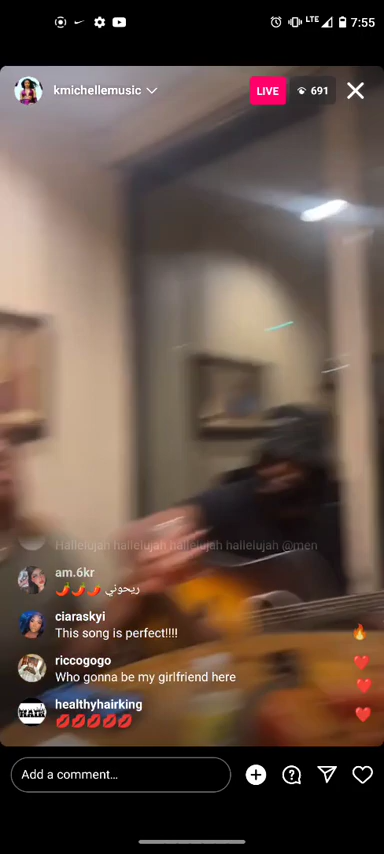 LTE 7:55
kmichellemusic
LIVE 691
Hallelujah hallelujah hallelujah hallelujah @men
am.6kr
🌶️🌶️🌶️ ريحوني
ciaraskyi
This song is perfect!!!!
riccogogo
Who gonna be my girlfriend here
HAIR
healthyhairking
💋💋💋💋💋
Add a comment...